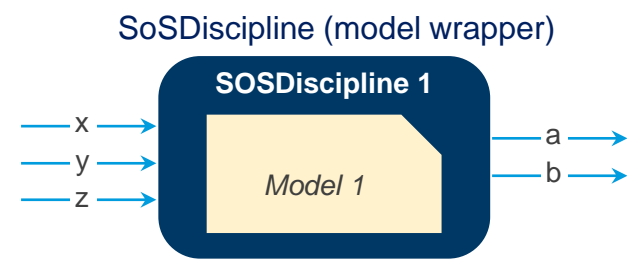 SoSDiscipline (model wrapper)
SOSDiscipline 1
x
y
z
Model 1
a
b